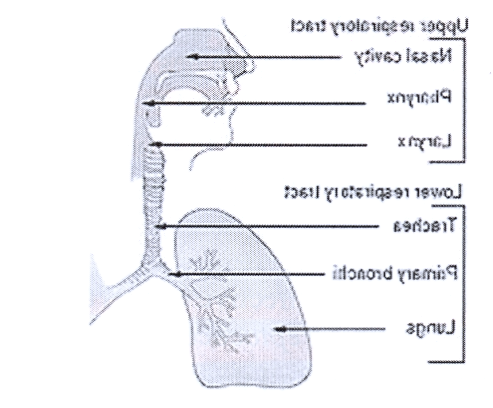 Upper respiratory tract
Nasal cavity
Pharynx
Larynx
Lower respiratory tract
Trachea
Primary bronchi
Lungs